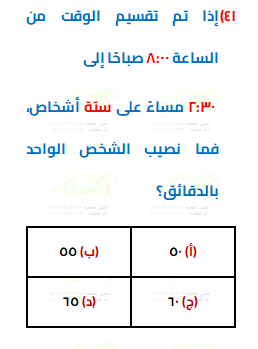 ٤١) إذا تم تقسيم الوقت من
الساعة ٨:٠٠ صباحًا إلى
٢:٣٠ مساءً على ستة أشخاص،
فما نصيب الشخص الواحد
بالدقائق؟
(أ) ٥٠ (ب) ٥٥
(ج) ٦٠ (د) ٦٥